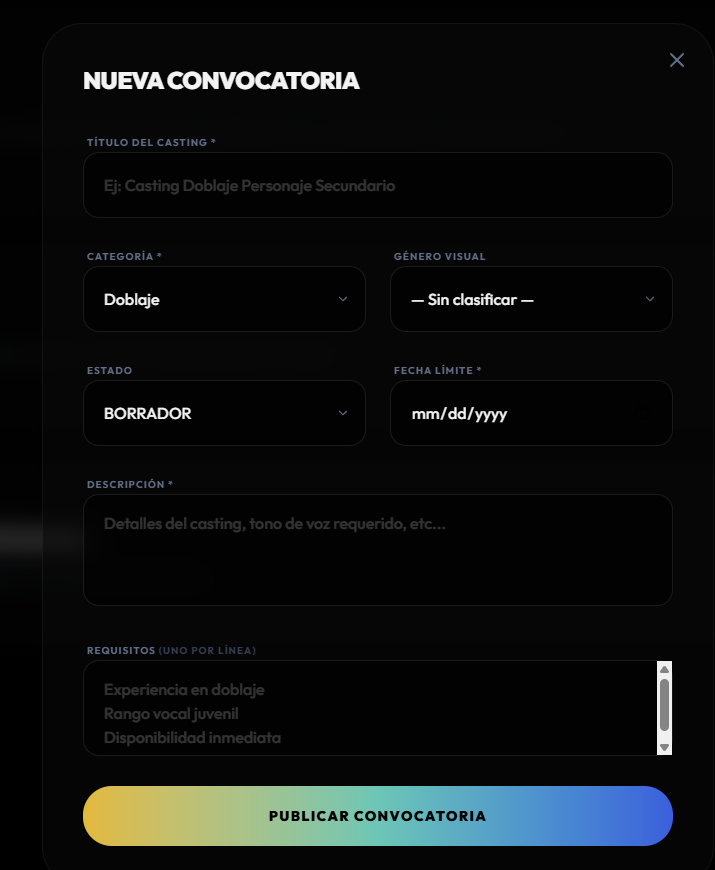 NUEVA CONVOCATORIA
TÍTULO DEL CASTING *
Ej: Casting Doblaje Personaje Secundario
CATEGORÍA *
GÉNERO VISUAL
Doblaje
— Sin clasificar —
ESTADO
FECHA LÍMITE *
BORRADOR
mm/dd/yyyy
DESCRIPCIÓN *
Detalles del casting, tono de voz requerido, etc...
REQUISITOS (UNO POR LÍNEA)
Experiencia en doblaje
Rango vocal juvenil
Disponibilidad inmediata
PUBLICAR CONVOCATORIA